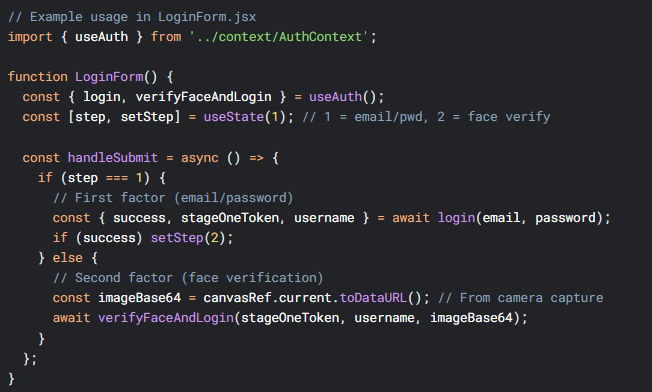 // Example usage in LoginForm.jsx
import { useAuth } from '../context/AuthContext';

function LoginForm() {
  const { login, verifyFaceAndLogin } = useAuth();
  const [step, setStep] = useState(1); // 1 = email/pwd, 2 = face verify

  const handleSubmit = async () => {
    if (step === 1) {
      // First factor (email/password)
      const { success, stageOneToken, username } = await login(email, password);
      if (success) setStep(2);
    } else {
      // Second factor (face verification)
      const imageBase64 = canvasRef.current.toDataURL(); // From camera capture
      await verifyFaceAndLogin(stageOneToken, username, imageBase64);
    }
  };
}